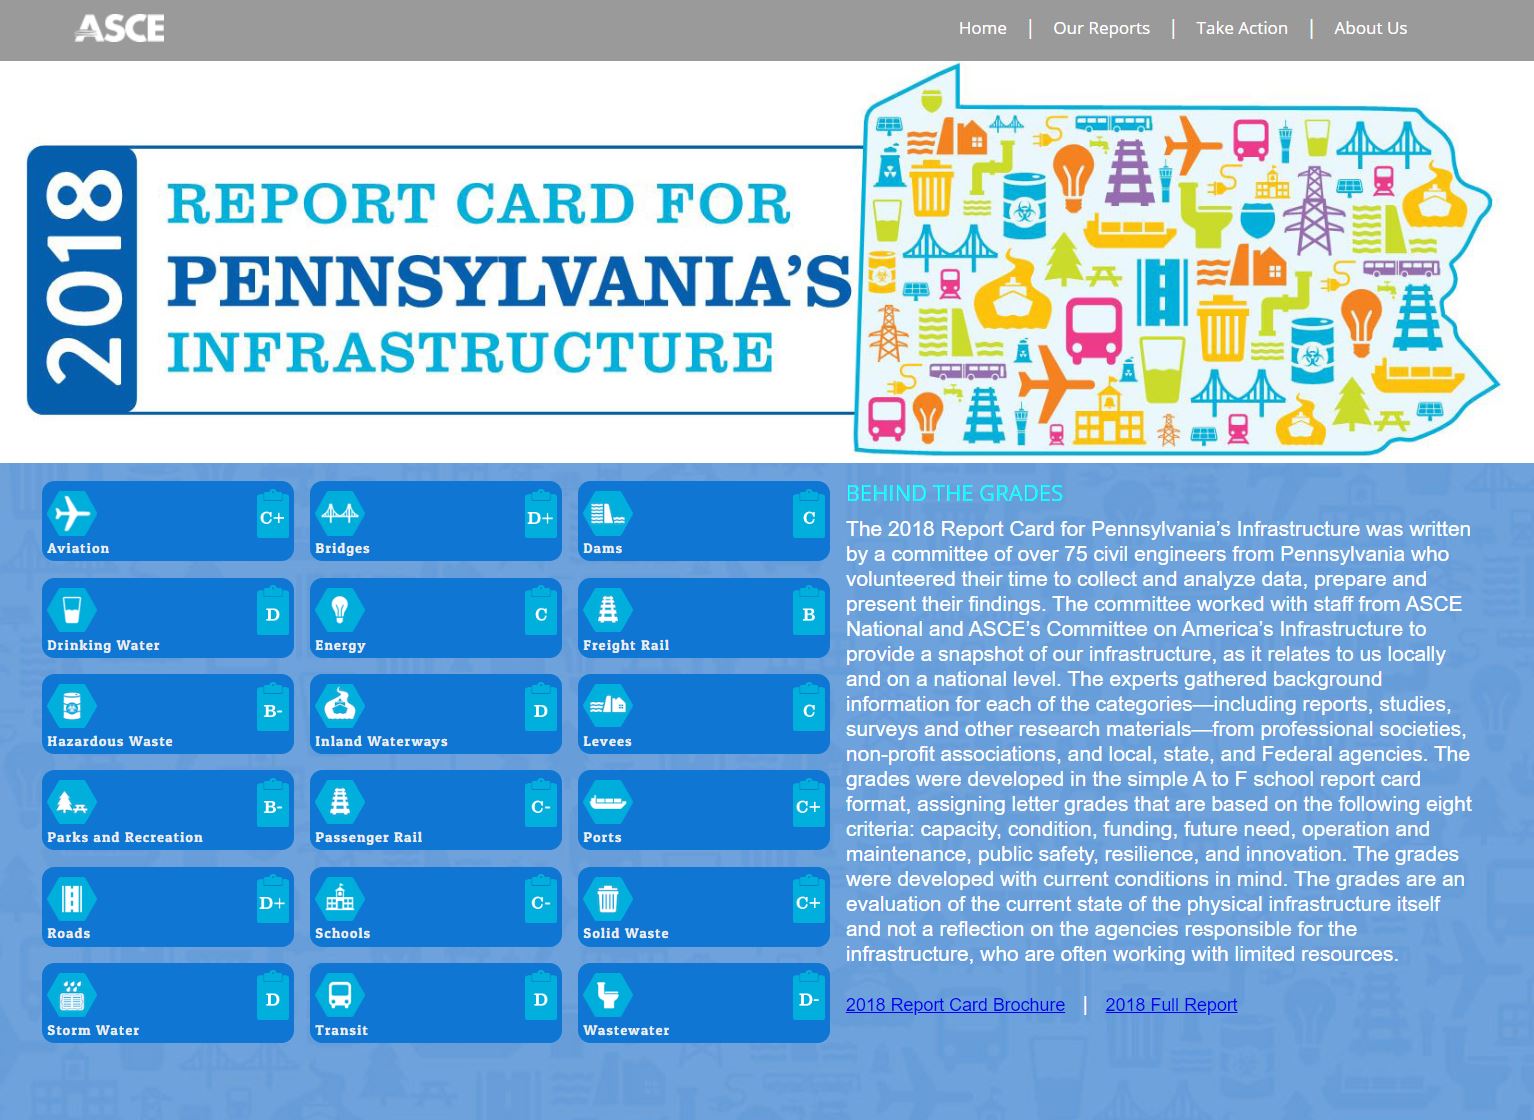 ASCE
Home | Our Reports | Take Action | About Us
2018
REPORT CARD FOR
PENNSYLVANIA'S
INFRASTRUCTURE
C+
Aviation
D+
Bridges
C
Dams
D
Drinking Water
C
Energy
B
Freight Rail
B-
Hazardous Waste
D
Inland Waterways
C
Levees
B-
Parks and Recreation
C-
Passenger Rail
C+
Ports
D+
Roads
C-
Schools
C+
Solid Waste
D
Storm Water
D
Transit
D-
Wastewater
BEHIND THE GRADES
The 2018 Report Card for Pennsylvania's Infrastructure was written
by a committee of over 75 civil engineers from Pennsylvania who
volunteered their time to collect and analyze data, prepare and
present their findings. The committee worked with staff from ASCE
National and ASCE's Committee on America's Infrastructure to
provide a snapshot of our infrastructure, as it relates to us locally
and on a national level. The experts gathered background
information for each of the categories—including reports, studies,
surveys and other research materials—from professional societies,
non-profit associations, and local, state, and Federal agencies. The
grades were developed in the simple A to F school report card
format, assigning letter grades that are based on the following eight
criteria: capacity, condition, funding, future need, operation and
maintenance, public safety, resilience, and innovation. The grades
were developed with current conditions in mind. The grades are an
evaluation of the current state of the physical infrastructure itself
and not a reflection on the agencies responsible for the
infrastructure, who are often working with limited resources.
2018 Report Card Brochure | 2018 Full Report